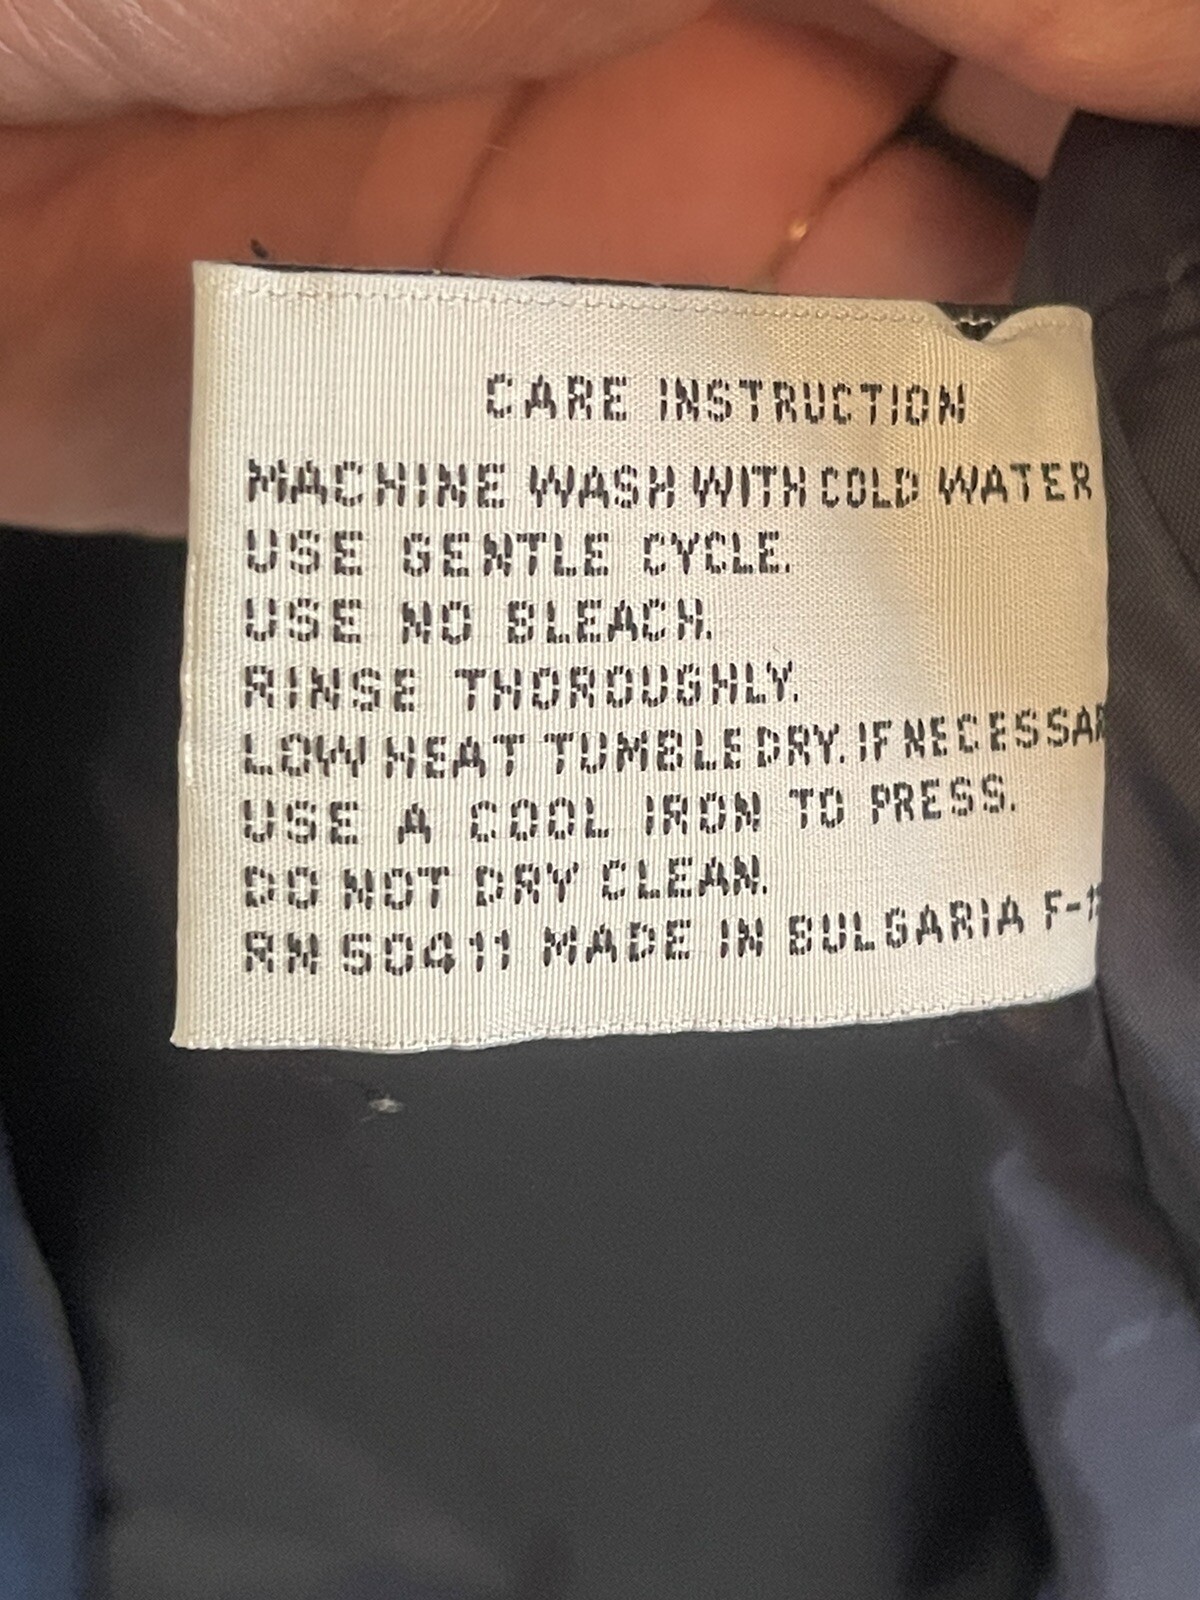 CARE INSTRUCTION
MACHINE WASH WITH COLD WATER
USE GENTLE CYCLE.
USE NO BLEACH.
RINSE THOROUGHLY.
LOW HEAT TUMBLE DRY. IF NECESSAR
USE A COOL IRON TO PRESS.
DO NOT DRY CLEAN.
RN 50411 MADE IN BULGARIA